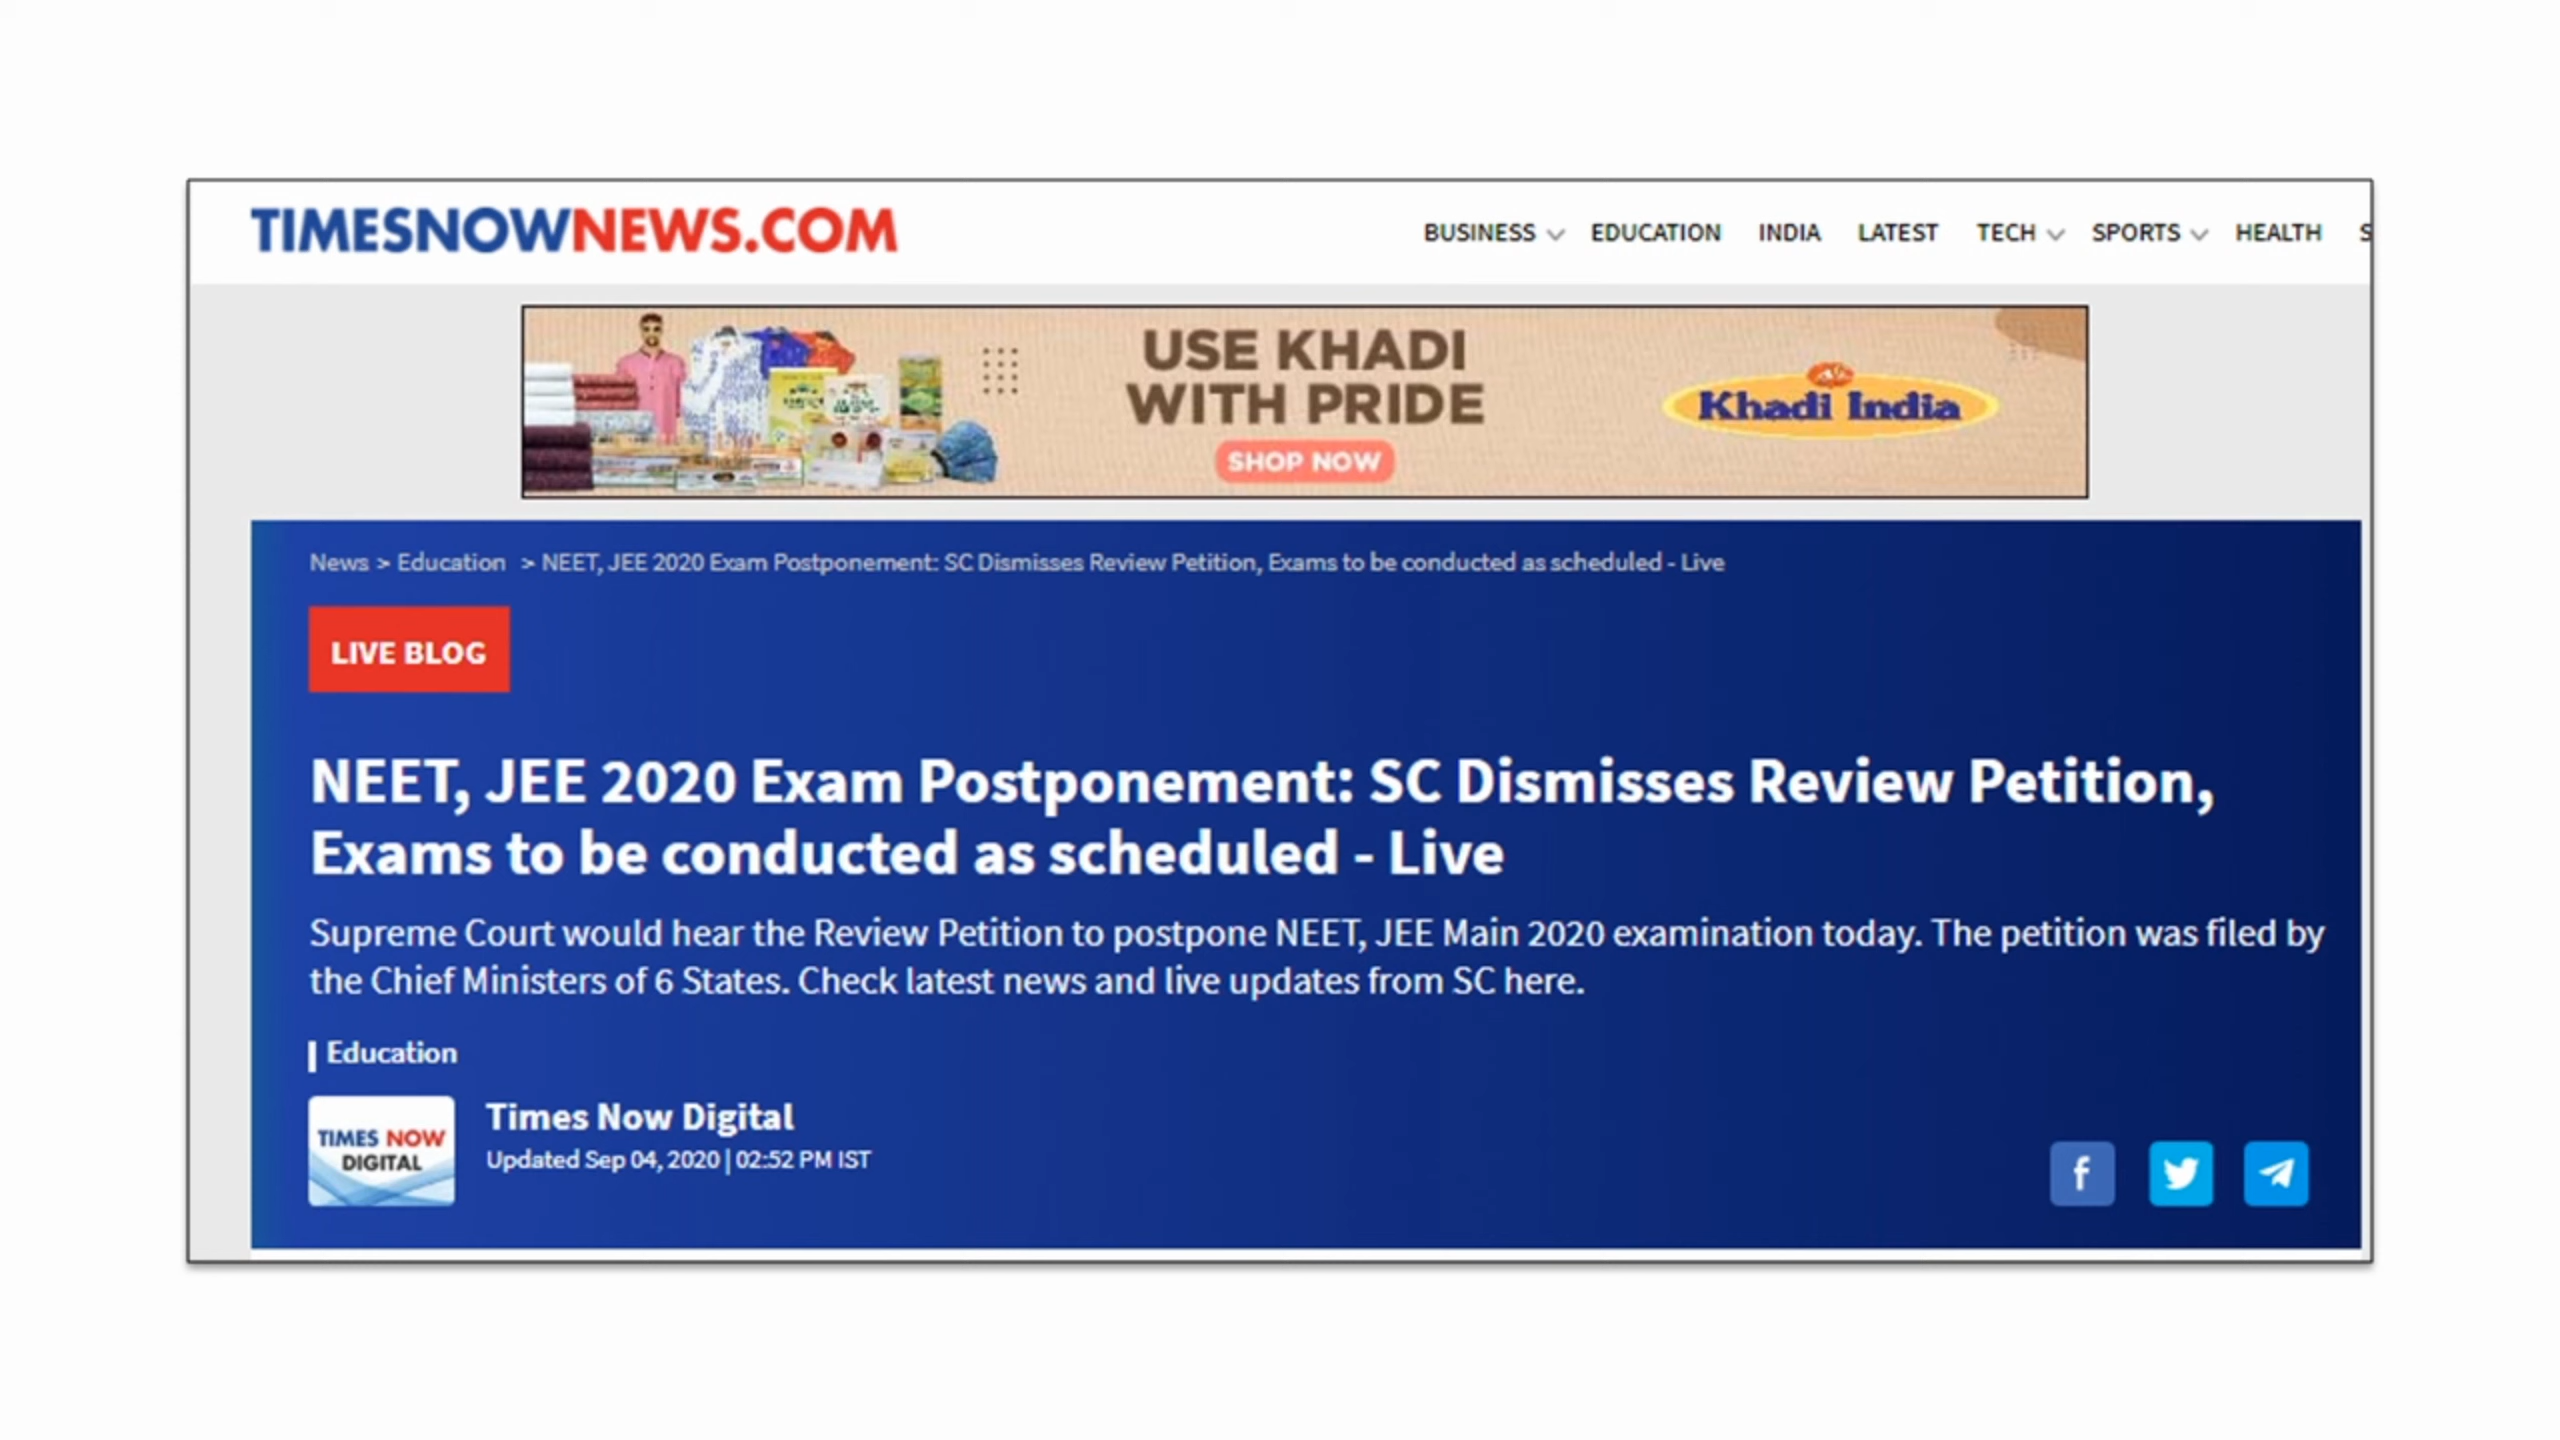 TIMESNOWNEWS.COM
BUSINESS EDUCATION INDIA LATEST TECH SPORTS HEALTH S
USE KHADI
WITH PRIDE
SHOP NOW
Khadi India
News > Education > NEET, JEE 2020 Exam Postponement: SC Dismisses Review Petition, Exams to be conducted as scheduled - Live
LIVE BLOG
NEET, JEE 2020 Exam Postponement: SC Dismisses Review Petition,
Exams to be conducted as scheduled - Live
Supreme Court would hear the Review Petition to postpone NEET, JEE Main 2020 examination today. The petition was filed by
the Chief Ministers of 6 States. Check latest news and live updates from SC here.
Education
TIMES NOW
DIGITAL
Times Now Digital
Updated Sep 04, 2020 | 02:52 PM IST